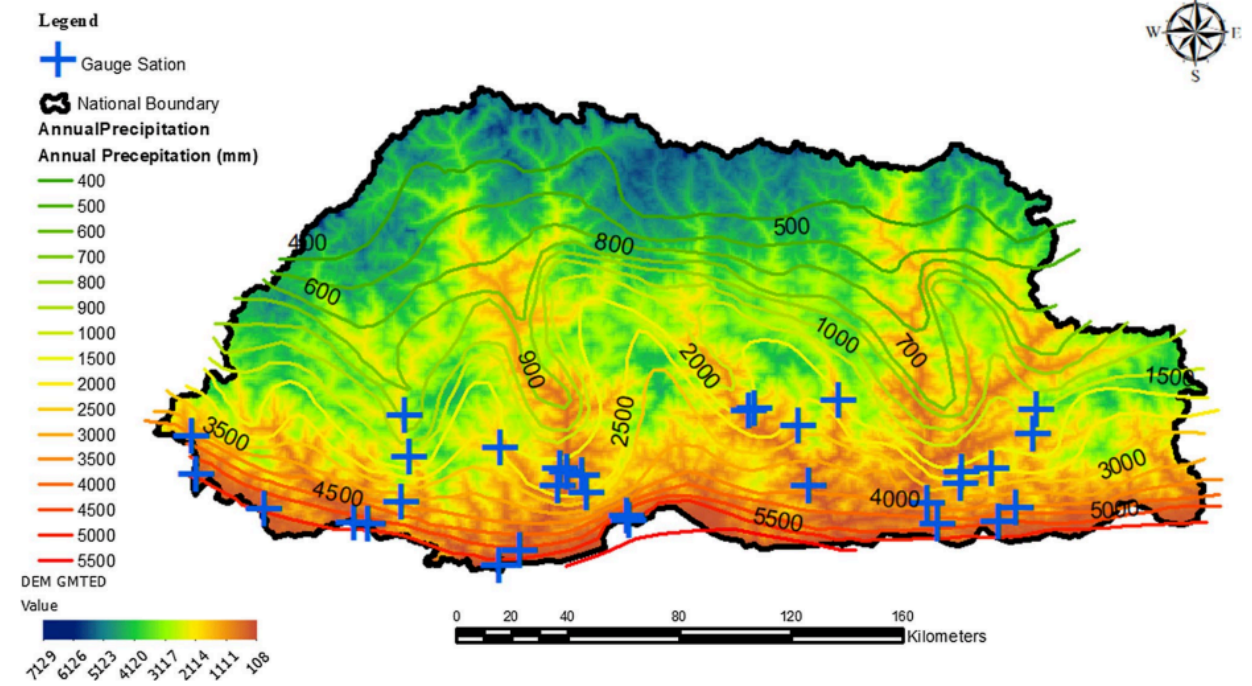 Legend
Gauge Sation
National Boundary
AnnualPrecipitation
Annual Precepitation (mm)
400
500
600
700
800
900
1000
1500
2000
2500
3000
3500
4000
4500
5000
5500
DEM GMTED
Value
7129 6126 5123 4120 3117 2114 1111 108
W E
S
400
600
800
500
1000
700
900
2000
2500
1500
3500
4500
5500
4000
3000
5000
0 20 40 80 120 160
Kilometers